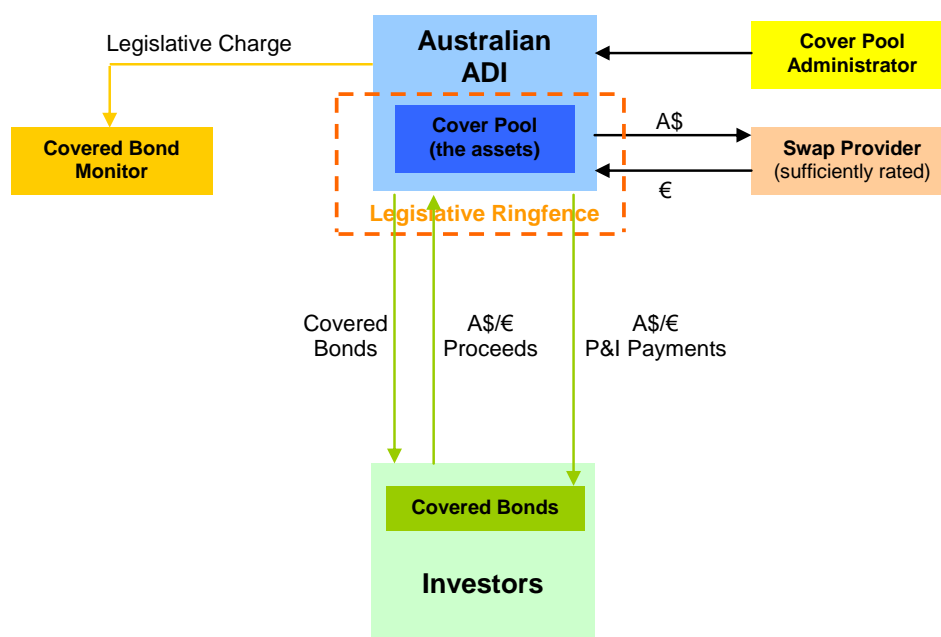 Legislative Charge
Australian
ADI
Cover Pool
Administrator
Covered Bond
Monitor
Cover Pool
(the assets)
A$
Swap Provider
(sufficiently rated)
€
Legislative Ringfence
Covered
Bonds
A$/€
Proceeds
A$/€
P&I Payments
Covered Bonds
Investors